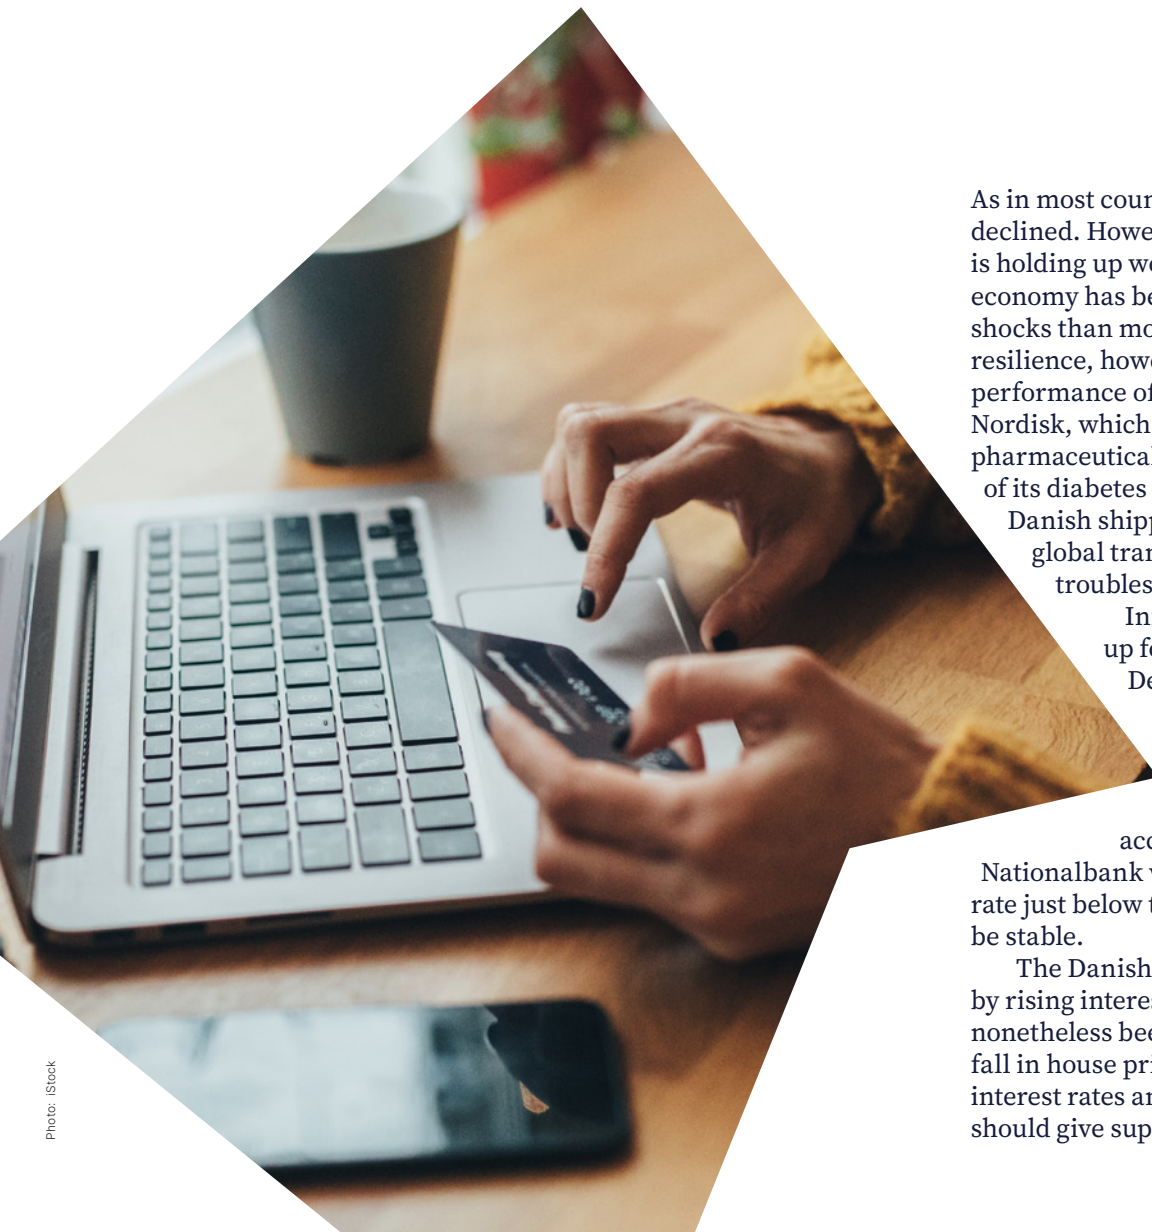 As in most coun
declined. Howe
is holding up we
economy has be
shocks than mo
resilience, howe
performance of
Nordisk, which
pharmaceutical
of its diabetes
Danish shipp
global tran
troubles
In
up fo
De
acc
Nationalbank
rate just below t
be stable.
The Danish
by rising interes
nonetheless bee
fall in house pri
interest rates an
should give sup
Photo: iStock